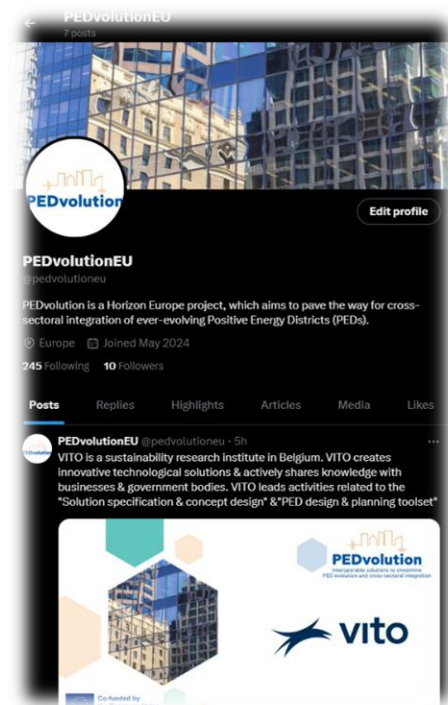 PEDvolutionEU
7 posts
PEDvolution
Edit profile
PEDvolutionEU
@pedvolutioneu
PEDvolution is a Horizon Europe project, which aims to pave the way for cross-
sectoral integration of ever-evolving Positive Energy Districts (PEDs).
Europe Joined May 2024
245 Following 10 Followers
Posts Replies Highlights Articles Media Likes
PEDvolutionEU @pedvolutioneu · 5h
VITO is a sustainability research institute in Belgium. VITO creates
innovative technological solutions & actively shares knowledge with
businesses & government bodies. VITO leads activities related to the
"Solution specification & concept design" &"PED design & planning toolset"
PEDvolution
Interoperable solutions to streamline
PED evolution and cross-sectoral integration
vito
Co-funded by